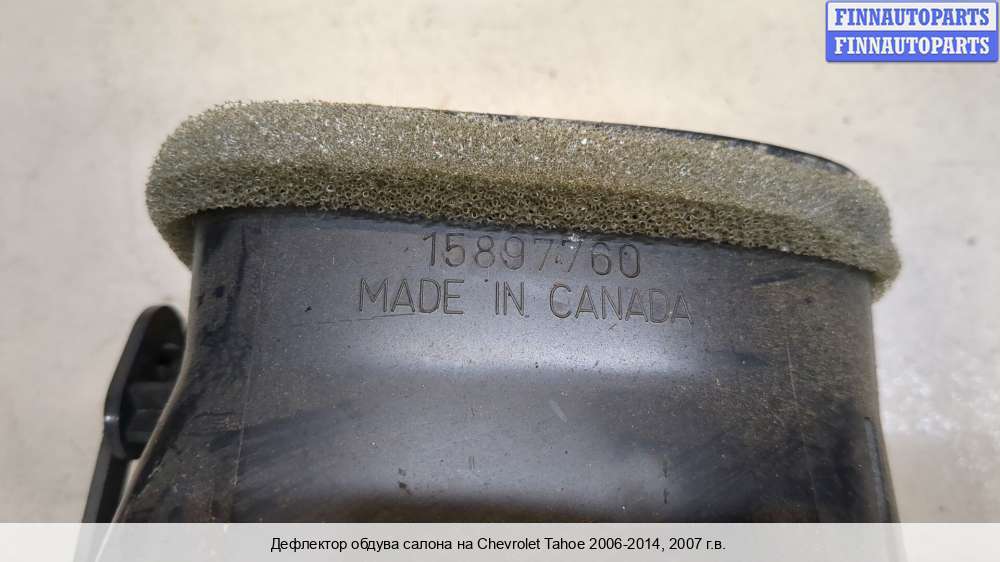 FINNAUTOPARTS
FINNAUTOPARTS
15897760
MADE IN CANADA
Дефлектор обдува салона на Chevrolet Tahoe 2006-2014, 2007 г.в.